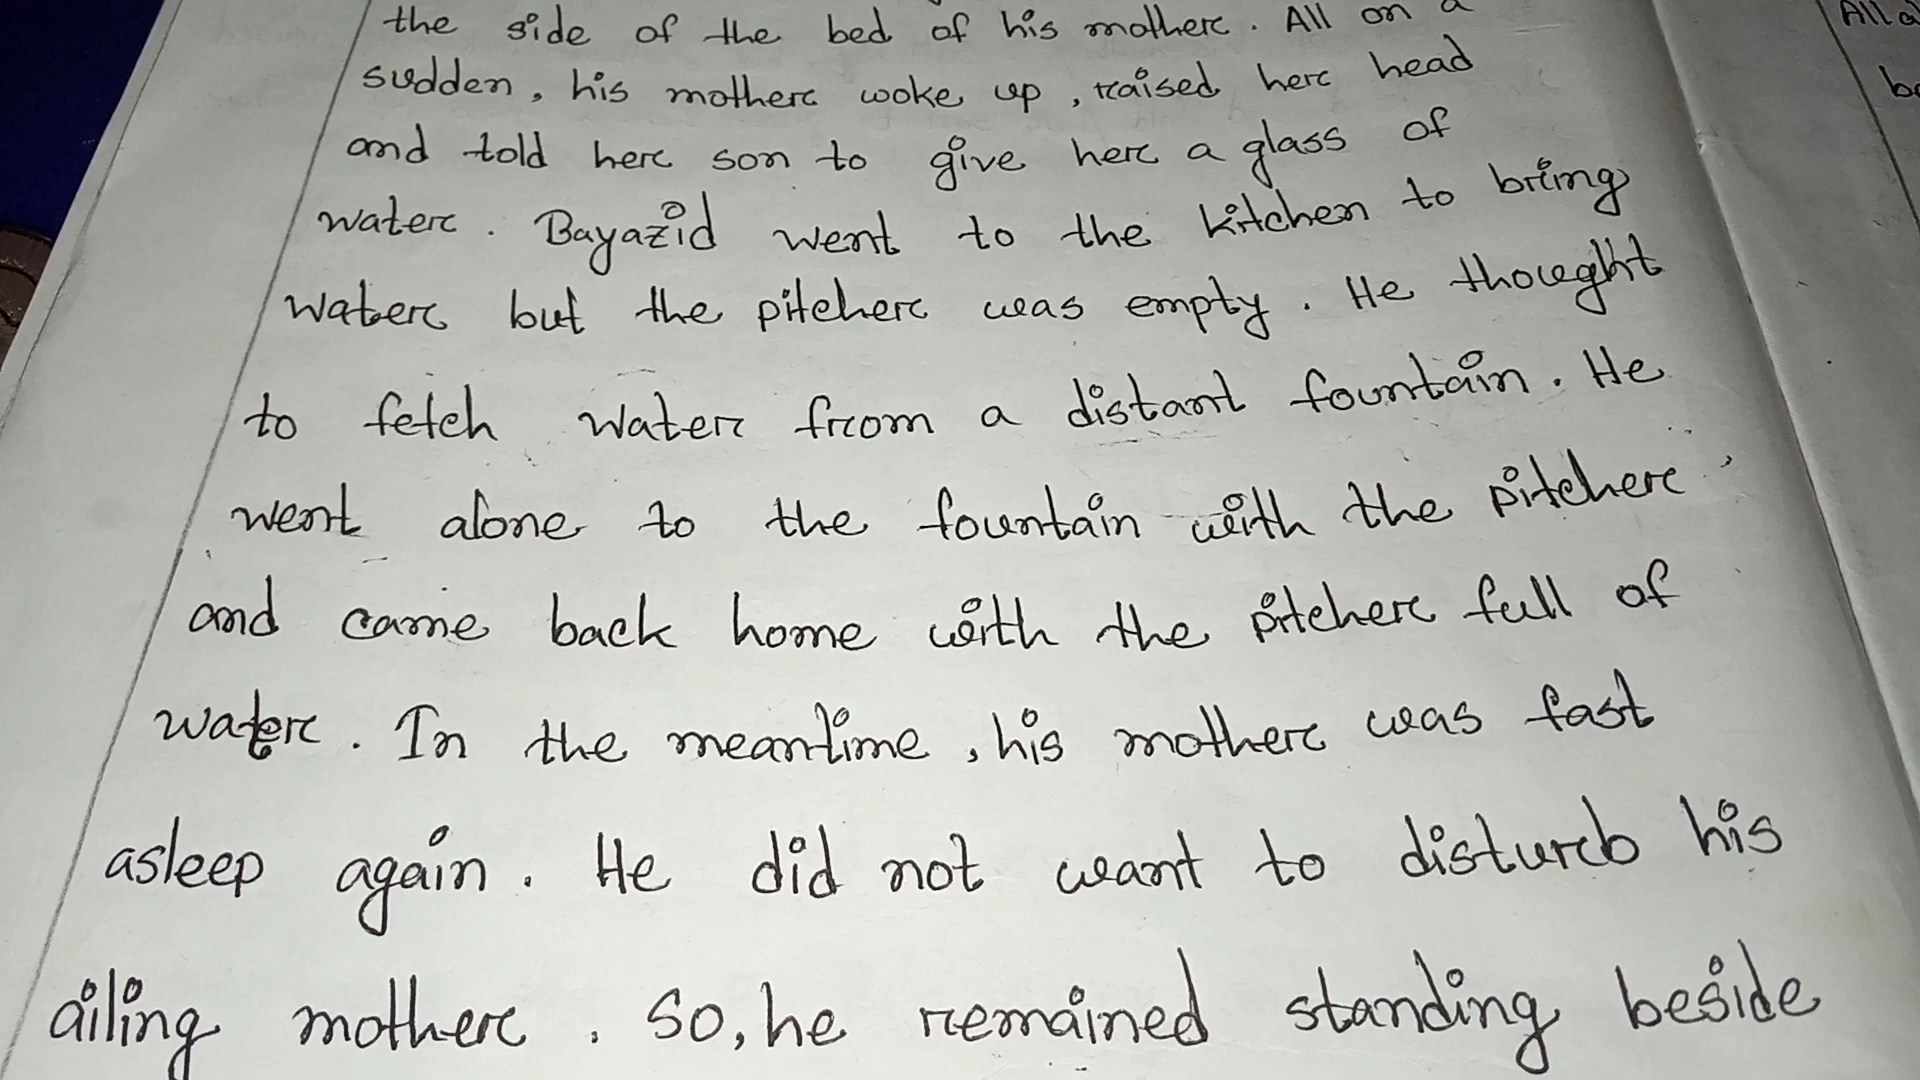 the side of the bed of his mother. All on a
sudden, his mother woke up, raised her head
and told her son to give her a glass of
water. Bayazid went to the kitchen to bring
water but the pitcher was empty. He thought
to fetch water from a distant fountain. He
went alone to the fountain with the pitcher
and came back home with the pitcher full of
water. In the meantime, his mother was fast
asleep again. He did not want to disturb his
ailing mother. So, he remained standing beside
All a
be